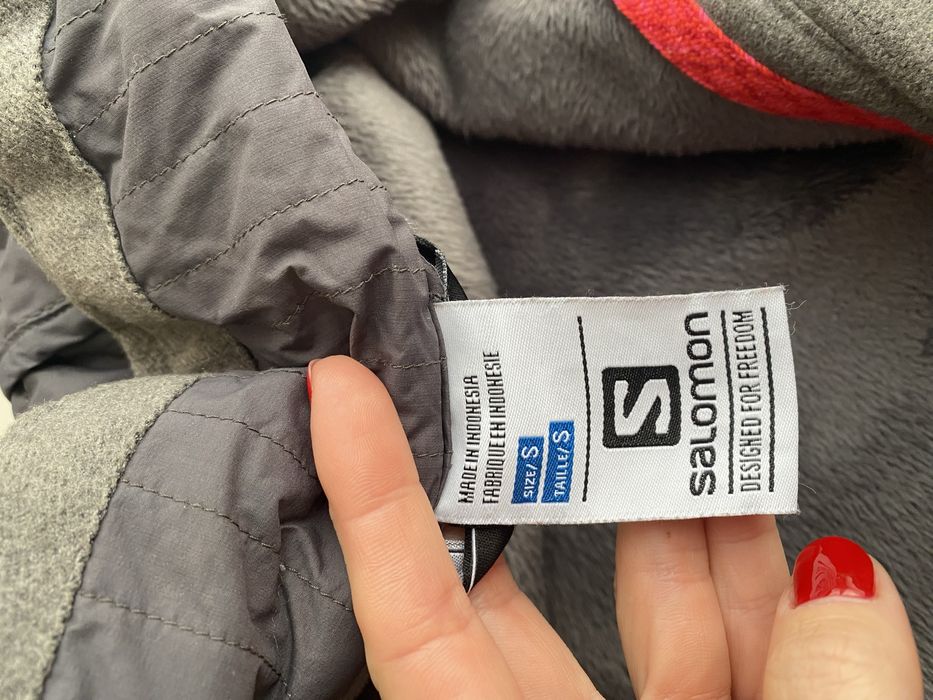 S
SALOMON
DESIGNED FOR FREEDOM
SIZE/ S
TAILLE/ S
MADE IN INDONESIA
FABRIQUE EN INDONESIE